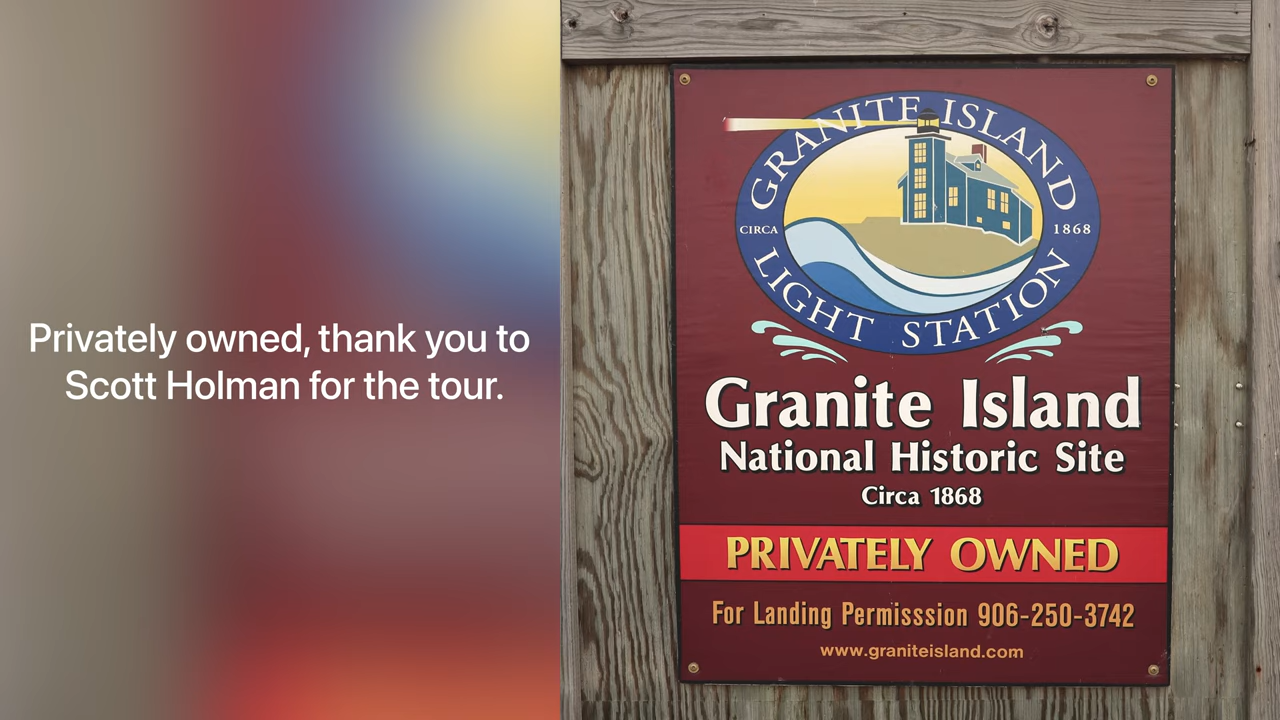 Privately owned, thank you to
Scott Holman for the tour.
GRANITE ISLAND
CIRCA 1868
LIGHT STATION
Granite Island
National Historic Site
Circa 1868
PRIVATELY OWNED
For Landing Permisssion 906-250-3742
www.graniteisland.com